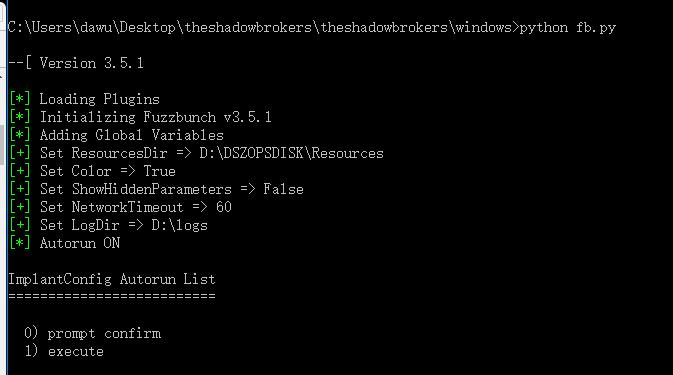 C:\Users\dawu\Desktop\theshadowbrokers\theshadowbrokers\windows>python fb.py
--[ Version 3.5.1
[*] Loading Plugins
[*] Initializing Fuzzbunch v3.5.1
[*] Adding Global Variables
[+] Set ResourcesDir => D:\DSZOPSDISK\Resources
[+] Set Color => True
[+] Set ShowHiddenParameters => False
[+] Set NetworkTimeout => 60
[+] Set LogDir => D:\logs
[*] Autorun ON
ImplantConfig Autorun List
==========================
0) prompt confirm
1) execute